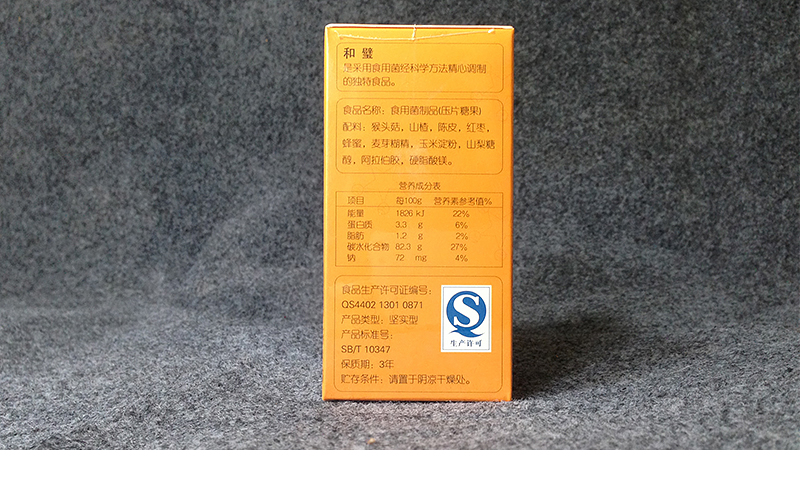 和 璧
是采用食用菌经科学方法精心调制
的独特食品。
食品名称：食用菌制品(压片糖果)
配料：猴头菇，山楂，陈皮，红枣，
蜂蜜，麦芽糊精，玉米淀粉，山梨糖
醇，阿拉伯胶，硬脂酸镁。
营养成分表
项目 每100g 营养素参考值%
能量 1826 kJ 22%
蛋白质 3.3 g 6%
脂肪 1.2 g 2%
碳水化合物 82.3 g 27%
钠 72 mg 4%
食品生产许可证编号：
QS4402 1301 0871
产品类型：坚实型
产品标准号：
SB/T 10347
保质期：3年
贮存条件：请置于阴凉干燥处。
QS
生产许可